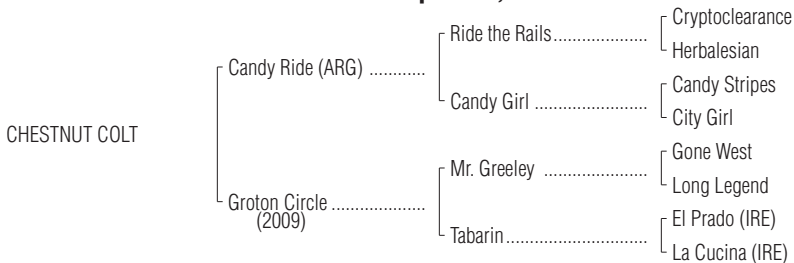 Cryptoclearance
Ride the Rails
Herbalesian
Candy Ride (ARG)
Candy Stripes
Candy Girl
City Girl
CHESTNUT COLT
Gone West
Mr. Greeley
Long Legend
Groton Circle
(2009)
El Prado (IRE)
Tabarin
La Cucina (IRE)